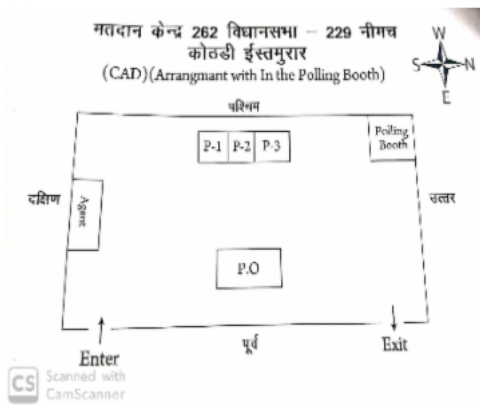 मतदान केन्द्र 262 विधानसभा - 229 नीमच
कोठडी ईस्तमुरार
(CAD)(Arrangmant with In the Polling Booth)
W
S N
E
पश्चिम
P-1 P-2 P-3
Polling
Booth
दक्षिण
Agent
उत्तर
P.O
Enter
पूर्व
Exit
CS Scanned with
CamScanner